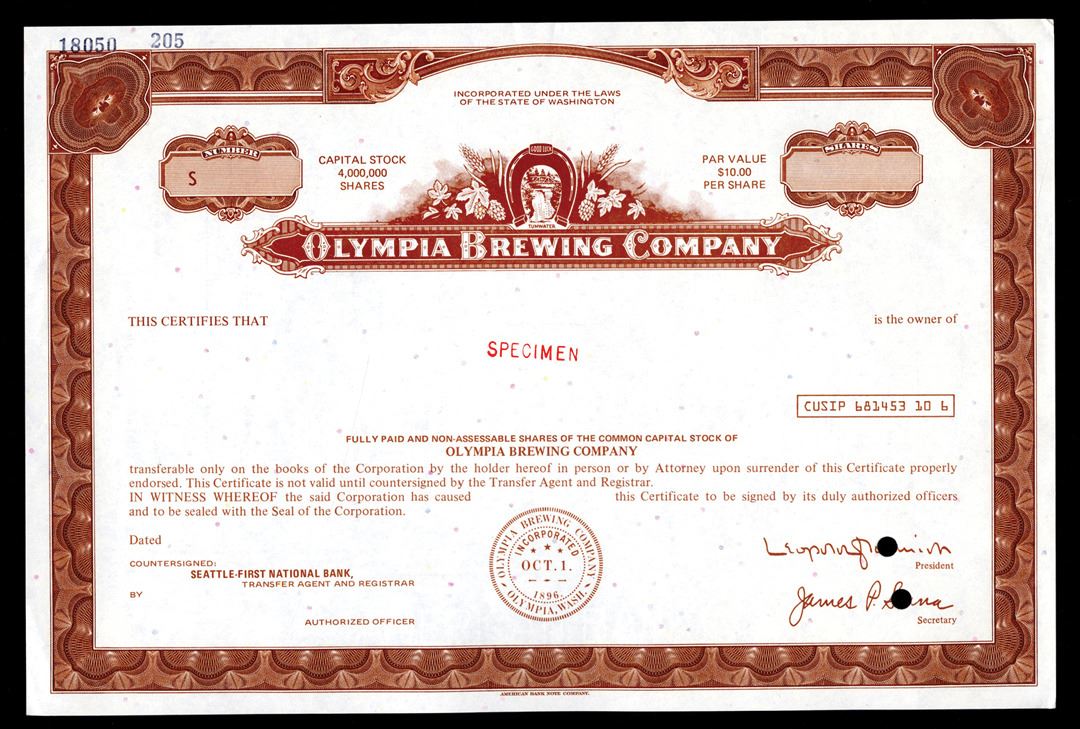 18050 205
INCORPORATED UNDER THE LAWS
OF THE STATE OF WASHINGTON
NUMBER
S
CAPITAL STOCK
4,000,000
SHARES
GOOD LUCK
TUMWATER
PAR VALUE
$10.00
PER SHARE
SHARES
OLYMPIA BREWING COMPANY
THIS CERTIFIES THAT
is the owner of
SPECIMEN
CUSIP 681453 10 6
FULLY PAID AND NON-ASSESSABLE SHARES OF THE COMMON CAPITAL STOCK OF
OLYMPIA BREWING COMPANY
transferable only on the books of the Corporation by the holder hereof in person or by Attorney upon surrender of this Certificate properly
endorsed. This Certificate is not valid until countersigned by the Transfer Agent and Registrar.
IN WITNESS WHEREOF the said Corporation has caused this Certificate to be signed by its duly authorized officers
and to be sealed with the Seal of the Corporation.
Dated
COUNTERSIGNED:
SEATTLE-FIRST NATIONAL BANK,
TRANSFER AGENT AND REGISTRAR
BY
AUTHORIZED OFFICER
OLYMPIA BREWING COMPANY
INCORPORATED
OCT. 1.
1896.
OLYMPIA, WASH.
President
James P.
Secretary
AMERICAN BANK NOTE COMPANY.